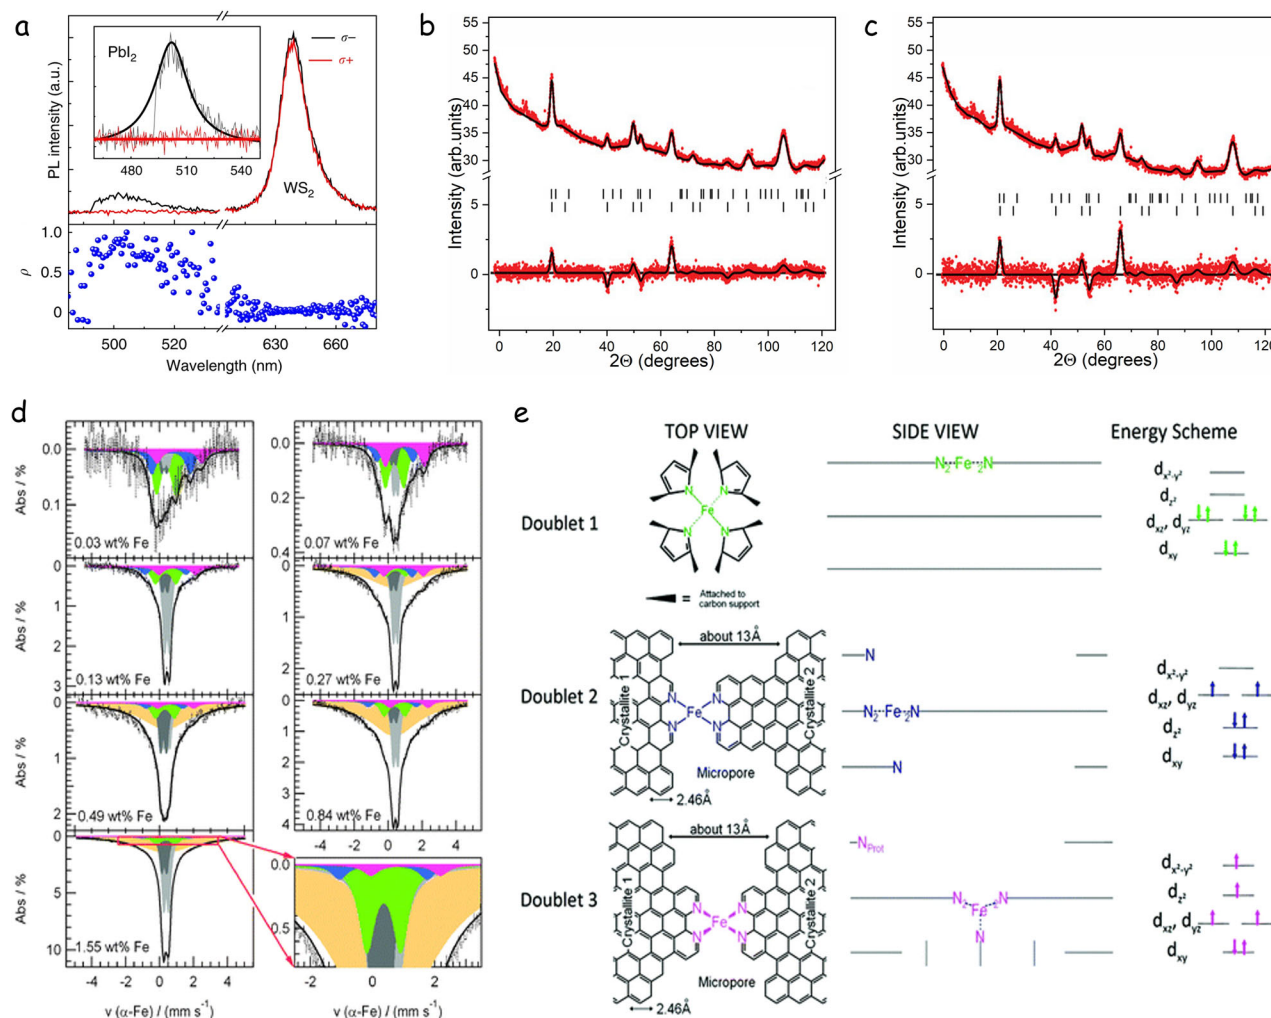 a
PL intensity (a.u.)
PbI2
σ−
σ+
460 500 540
WS2
ρ
1.0
0.5
0
500 520 630 660
Wavelength (nm)
b
Intensity (arb.units)
50
45
40
35
30
5
0
0 20 40 60 80 100 120
2Θ (degrees)
c
Intensity (arb.units)
50
45
40
35
30
5
0
0 20 40 60 80 100 120
2Θ (degrees)
d
Abs / %
0.0
0.1
0.03 wt% Fe
0.0
0.2
0.4
0.07 wt% Fe
Abs / %
0
1
2
3
0.13 wt% Fe
0
1
2
0.27 wt% Fe
Abs / %
0
1
2
0.49 wt% Fe
0
1
2
3
4
0.84 wt% Fe
-4 -2 0 2 4
Abs / %
0
5
10
1.55 wt% Fe
-4 -2 0 2 4
v (α-Fe) / (mm s-1)
0.0
0.5
-2 0 2
v (α-Fe) / (mm s-1)
e
TOP VIEW
SIDE VIEW
Energy Scheme
Doublet 1
N N
Fe
N N
= Attached to
carbon support
N2 Fe 2N
dx2-y2
dz2
dxz, dyz
dxy
Doublet 2
about 13Å
Crystallite 1
Crystallite 2
N N
Fe
N N
Micropore
2.46Å
N
N2 Fe 2N
N
dx2-y2
dxz, dyz
dz2
dxy
Doublet 3
about 13Å
Crystallite 1
Crystallite 2
N N
Fe
N N
Micropore
2.46Å
NProt
N2 Fe 2N
N
dx2-y2
dz2
dxz, dyz
dxy